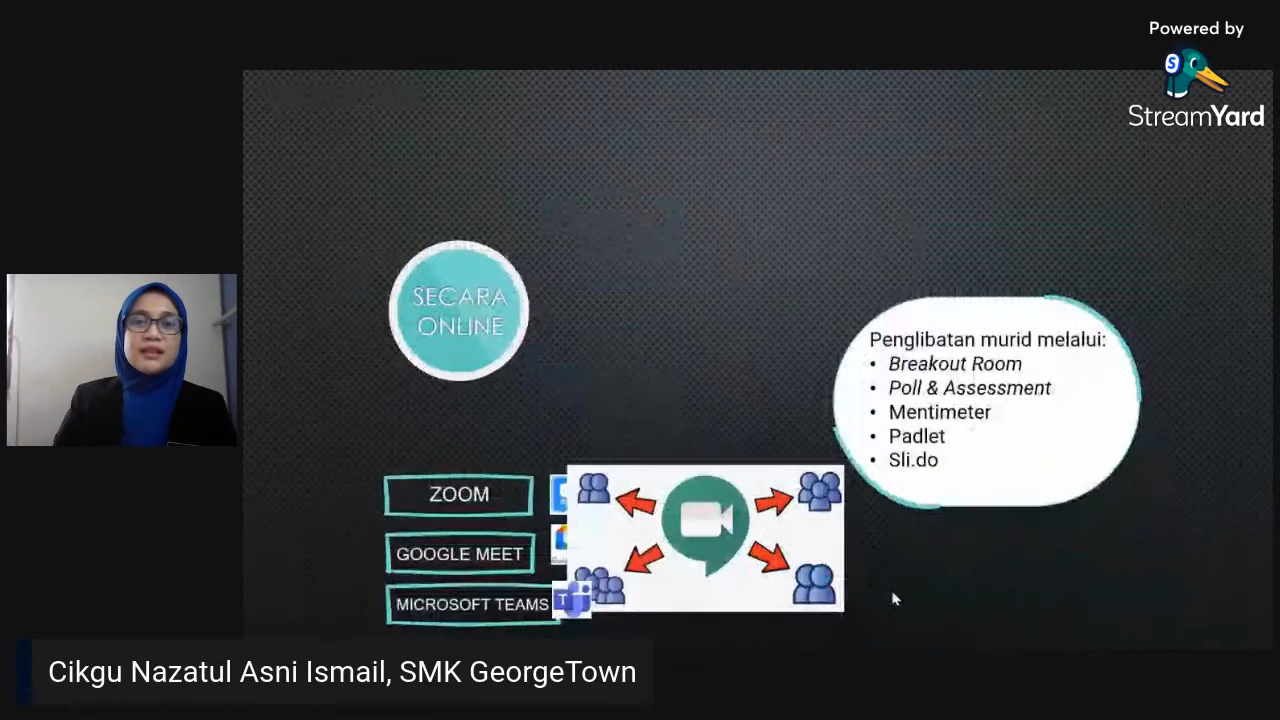 Powered by
StreamYard
SECARA
ONLINE
Penglibatan murid melalui:
• Breakout Room
• Poll & Assessment
• Mentimeter
• Padlet
• Sli.do
ZOOM
GOOGLE MEET
MICROSOFT TEAMS
Cikgu Nazatul Asni Ismail, SMK GeorgeTown